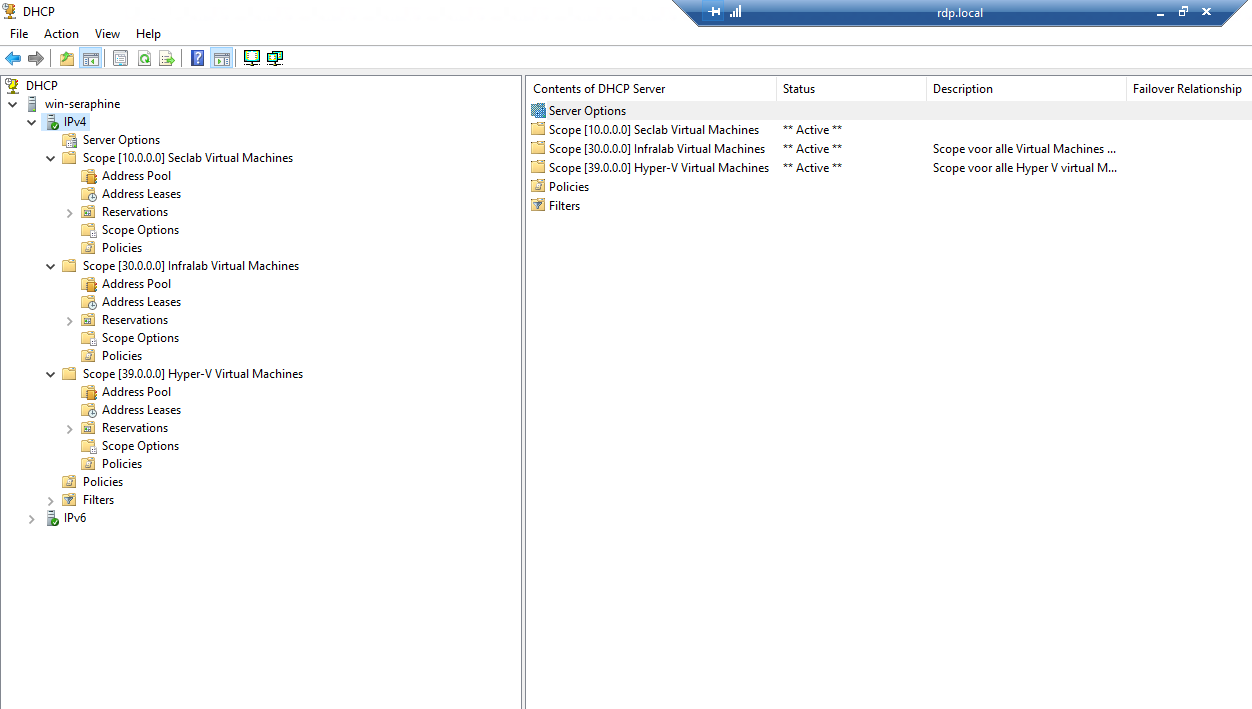 DHCP
rdp.local
File Action View Help
DHCP
win-seraphine
IPv4
Server Options
Scope [10.0.0.0] Seclab Virtual Machines
Address Pool
Address Leases
Reservations
Scope Options
Policies
Scope [30.0.0.0] Infralab Virtual Machines
Address Pool
Address Leases
Reservations
Scope Options
Policies
Scope [39.0.0.0] Hyper-V Virtual Machines
Address Pool
Address Leases
Reservations
Scope Options
Policies
Policies
Filters
IPv6
Contents of DHCP Server Status Description Failover Relationship
Server Options
Scope [10.0.0.0] Seclab Virtual Machines ** Active **
Scope [30.0.0.0] Infralab Virtual Machines ** Active ** Scope voor alle Virtual Machines ...
Scope [39.0.0.0] Hyper-V Virtual Machines ** Active ** Scope voor alle Hyper V virtual M...
Policies
Filters